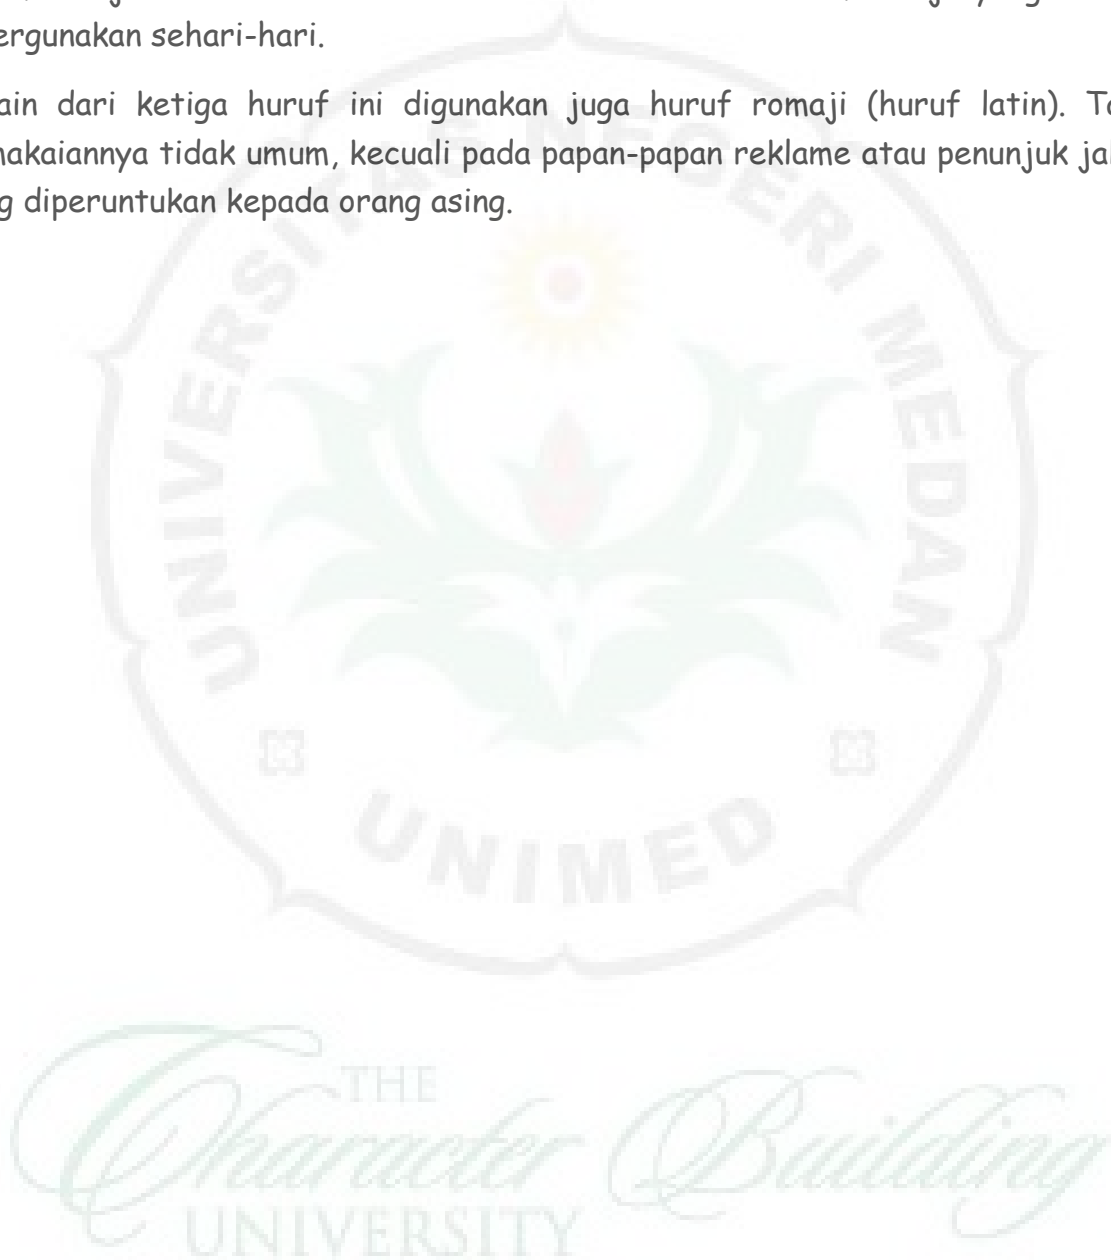 ergunakan sehari-hari.
ain dari ketiga huruf ini digunakan juga huruf romaji (huruf latin). Ta
nakaiannya tidak umum, kecuali pada papan-papan reklame atau penunjuk jal
g diperuntukan kepada orang asing.
UNIVERSITAS NEGERI MEDAN
UNIMED
THE
Character Building
UNIVERSITY